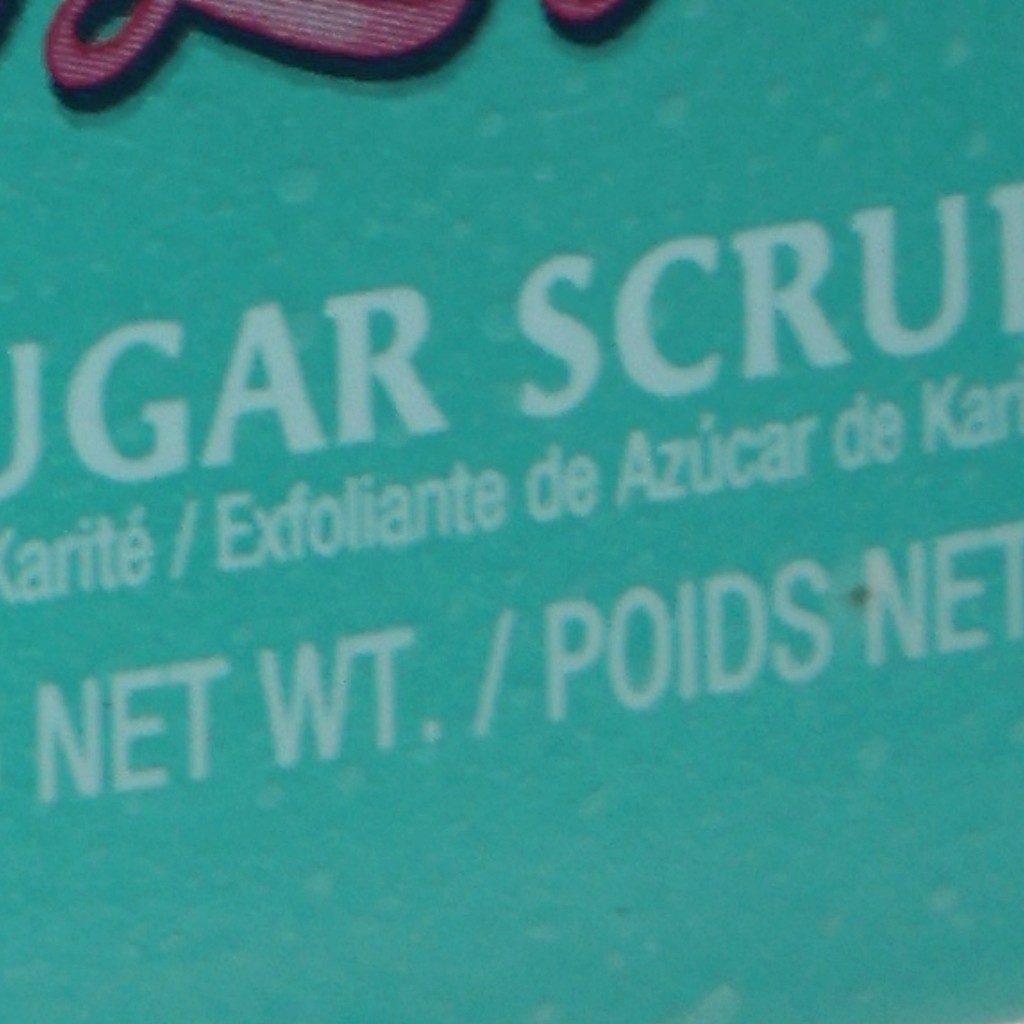 UGAR SCRU
Karité / Exfoliante de Azúcar de Kari
NET WT. / POIDS NET